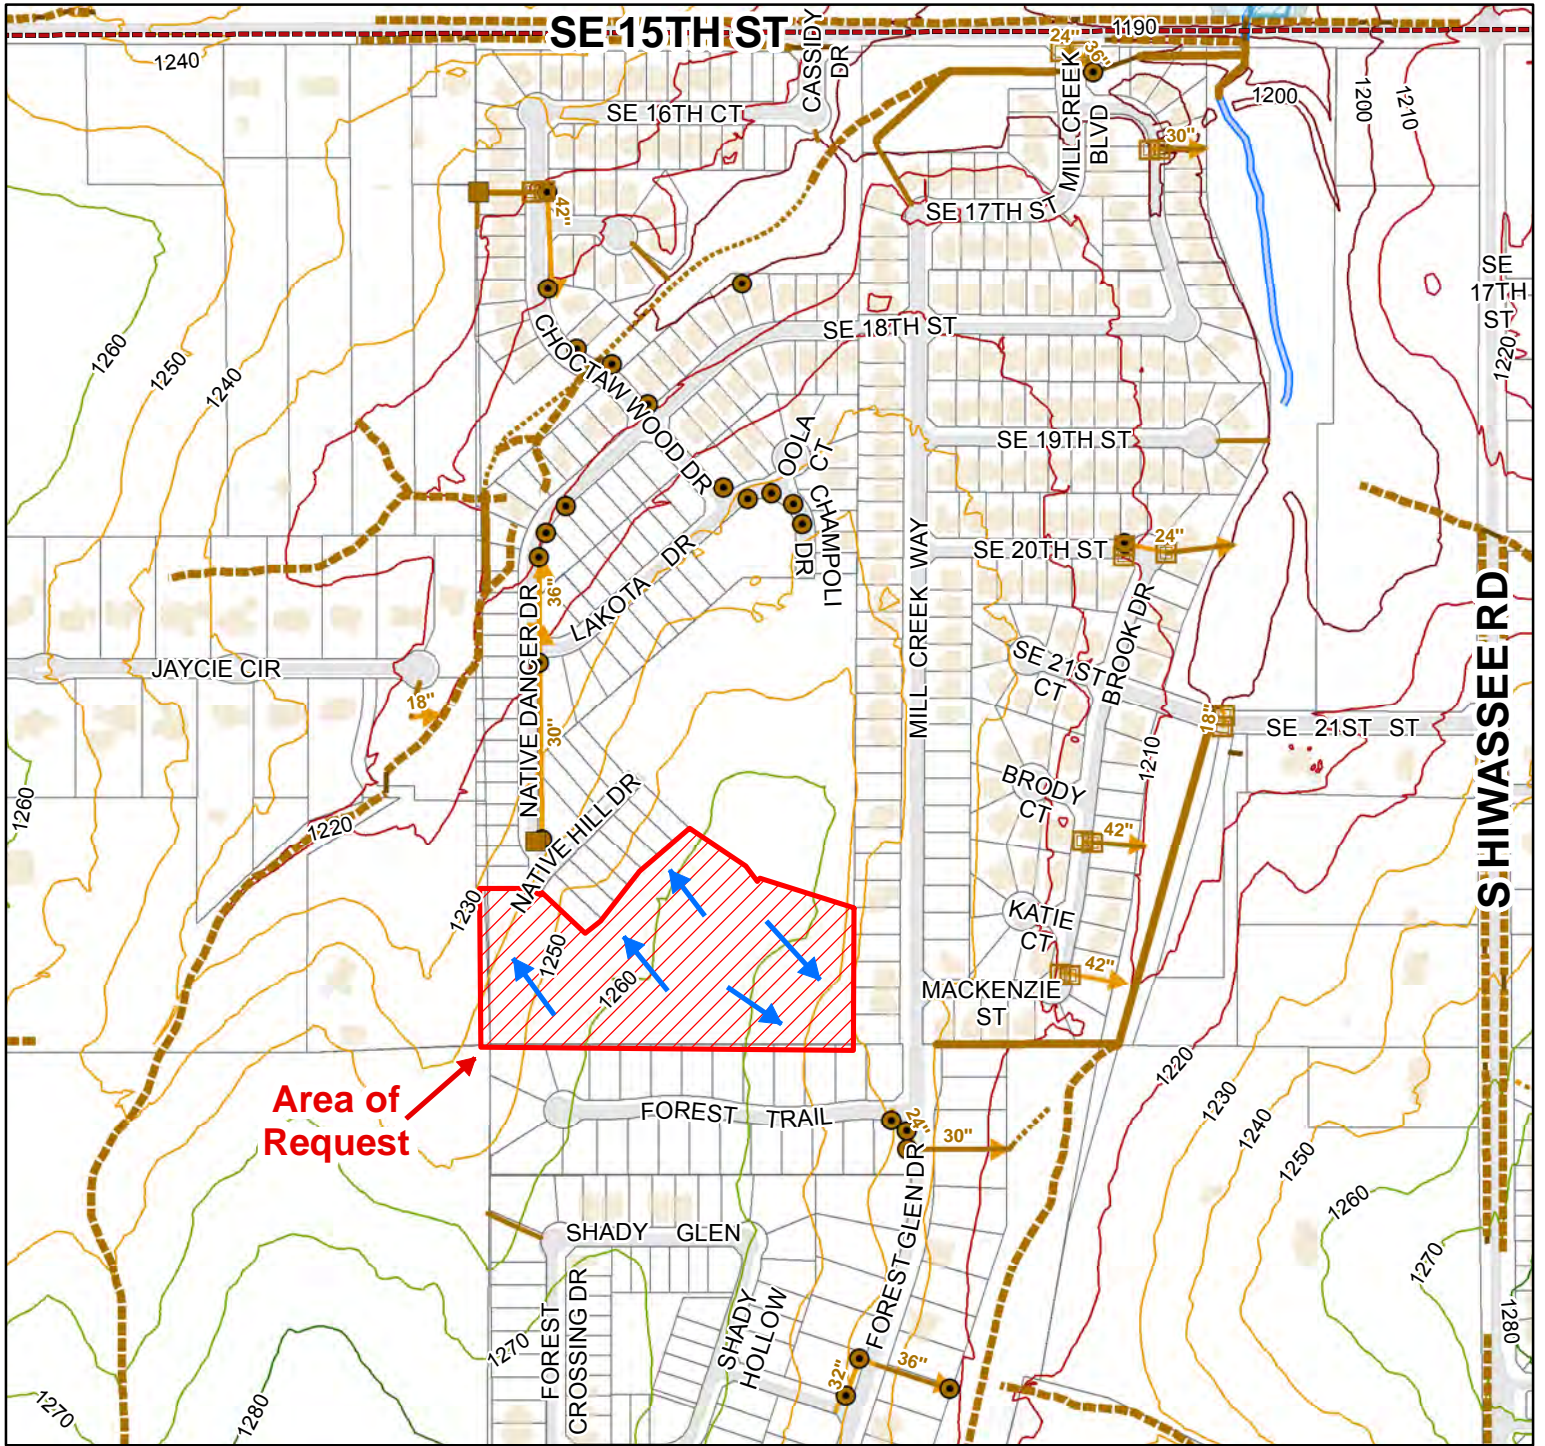 SE 15TH ST
CASSIDY
DR
24"
36"
1190
1240
SE 16TH CT
MILL CREEK
BLVD
1200
1200
1210
30"
42"
SE 17TH ST
SE
17TH
ST
1220
1260
1250
1240
CHOCTAW WOOD DR
SE 18TH ST
OOLA
CT
SE 19TH ST
CHAMPOLI
DR
MILL CREEK WAY
SE 20TH ST
24"
36"
LAKOTA DR
NATIVE DANCER DR
BROOK DR
S HIWASSEE RD
JAYCIE CIR
18"
SE 21ST
CT
18"
SE 21ST ST
30"
1210
BRODY
CT
42"
1260
1220
NATIVE HILL DR
1230
1250
1260
KATIE
CT
42"
MACKENZIE
ST
Area of
Request
FOREST TRAIL
24"
30"
1220
1230
1240
1250
1260
1270
1280
SHADY GLEN
FOREST GLEN DR
FOREST
CROSSING DR
SHADY
HOLLOW
1270
36"
32"
1270
1280